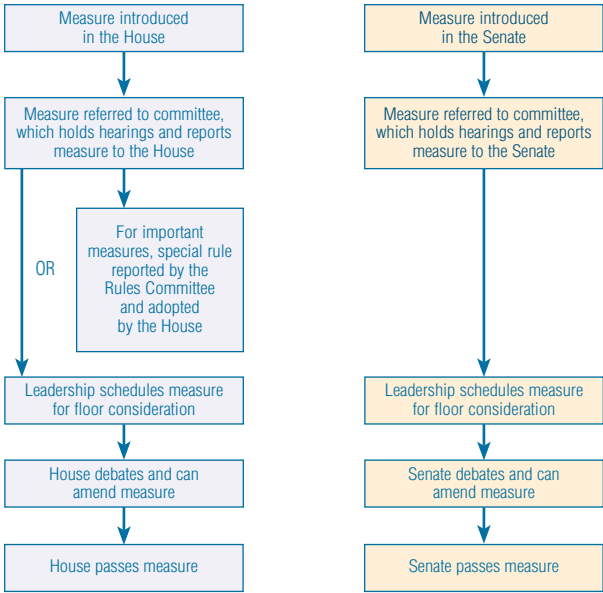 Measure introduced
in the House
Measure referred to committee,
which holds hearings and reports
measure to the House
OR
For important
measures, special rule
reported by the
Rules Committee
and adopted
by the House
Leadership schedules measure
for floor consideration
House debates and can
amend measure
House passes measure
Measure introduced
in the Senate
Measure referred to committee,
which holds hearings and reports
measure to the Senate
Leadership schedules measure
for floor consideration
Senate debates and can
amend measure
Senate passes measure